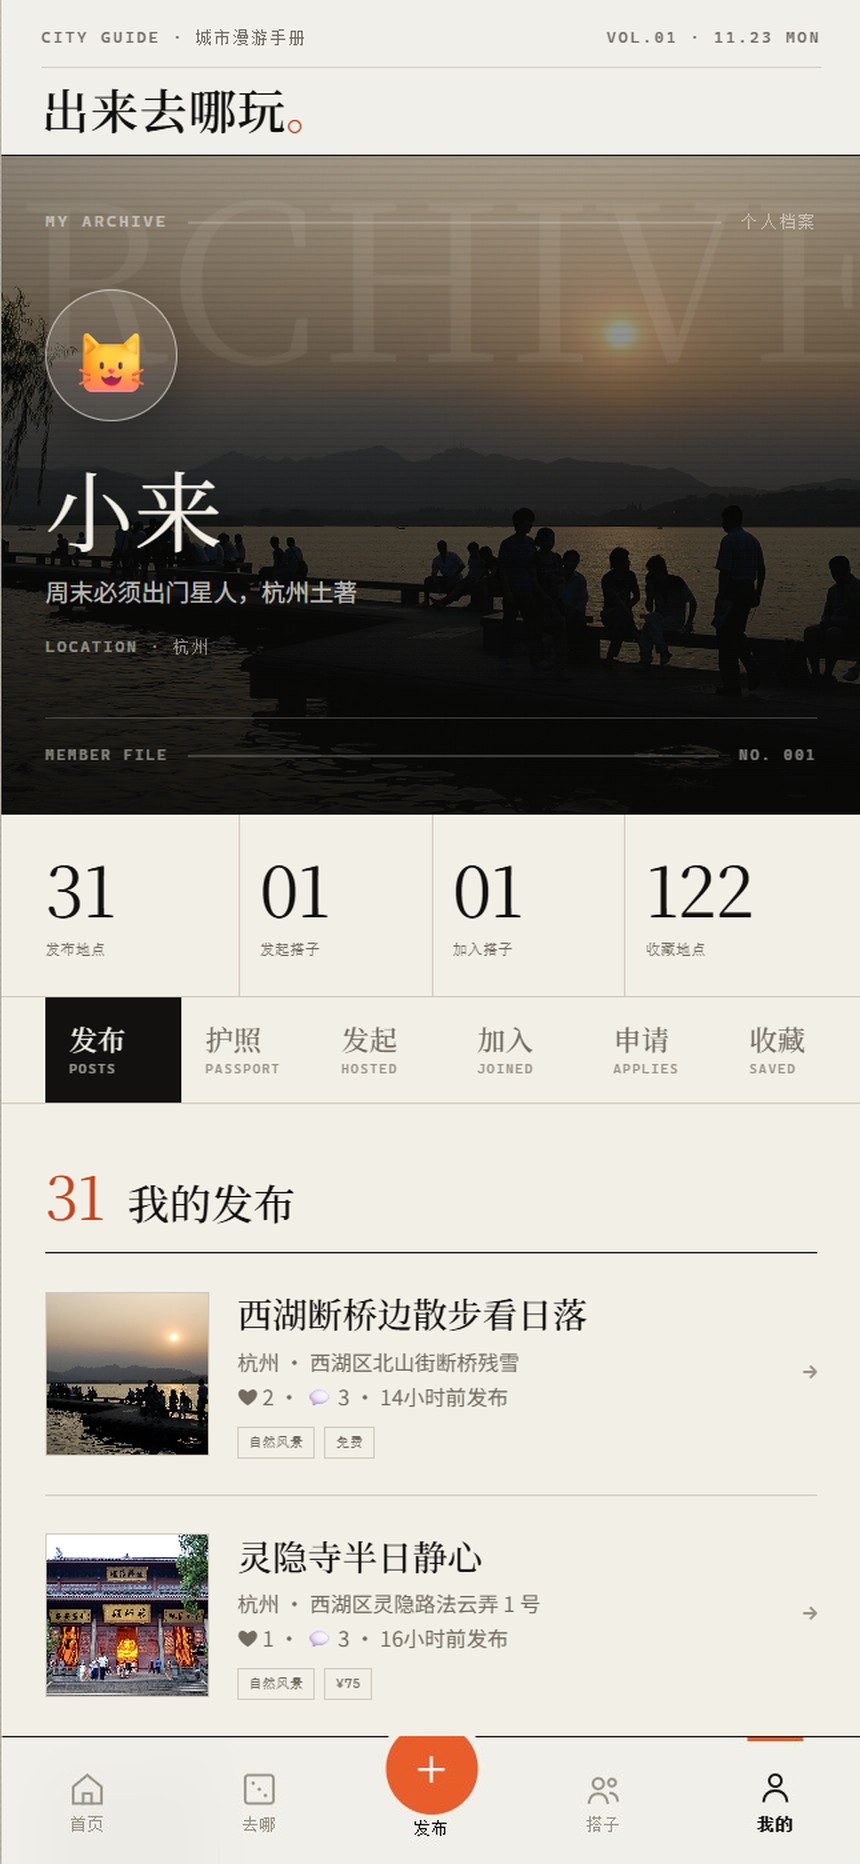 CITY GUIDE · 城市漫游手册
VOL.01 · 11.23 MON
出来去哪玩。
RCHIVE
MY ARCHIVE
个人档案
小来
周末必须出门星人，杭州土著
LOCATION · 杭州
MEMBER FILE
NO. 001
31
发布地点
01
发起搭子
01
加入搭子
122
收藏地点
发布
POSTS
护照
PASSPORT
发起
HOSTED
加入
JOINED
申请
APPLIES
收藏
SAVED
31 我的发布
西湖断桥边散步看日落
杭州 · 西湖区北山街断桥残雪
2 · 3 · 14小时前发布
自然风景 免费
灵隐寺半日静心
杭州 · 西湖区灵隐路法云弄 1 号
1 · 3 · 16小时前发布
自然风景 ¥75
首页
去哪
发布
搭子
我的